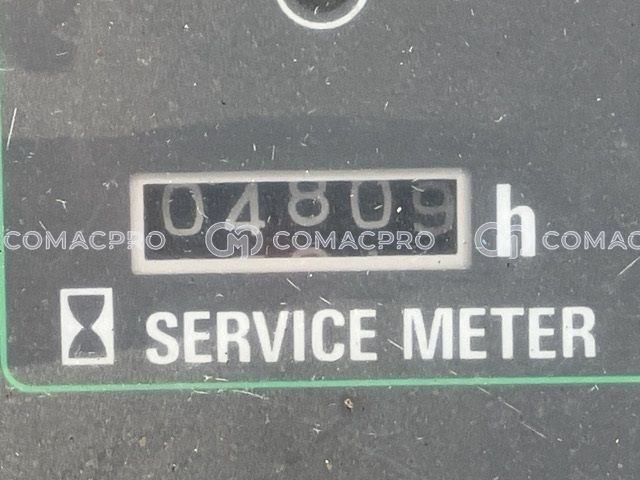 04809 h
COMACPRO COMACPRO COMACPRO
SERVICE METER